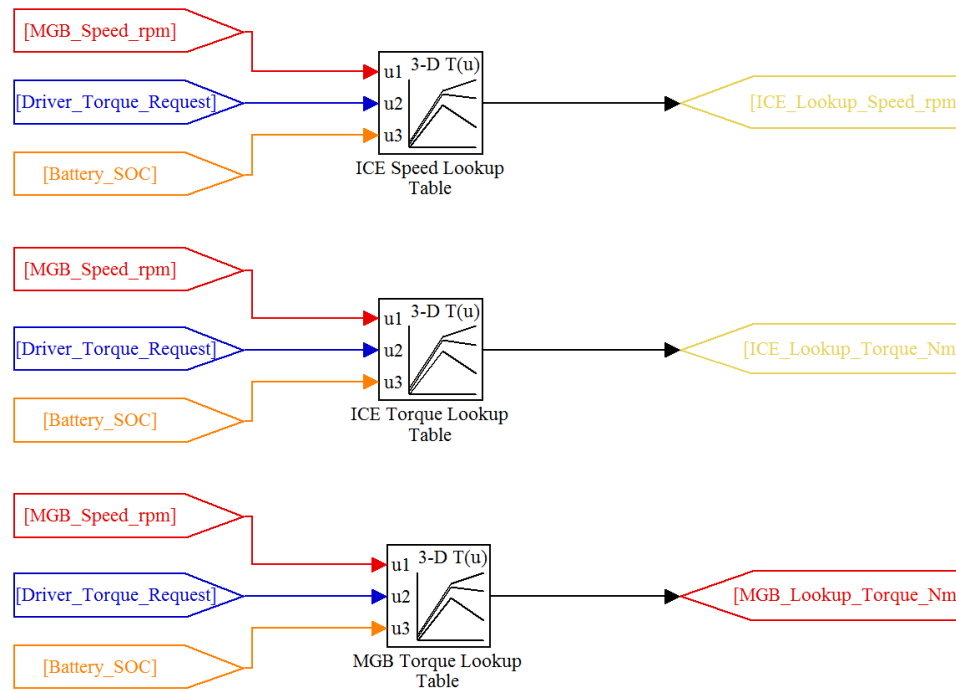 [MGB_Speed_rpm]
3-D T(u)
u1
[Driver_Torque_Request]
u2
[ICE_Lookup_Speed_rpm
u3
[Battery_SOC]
ICE Speed Lookup
Table
[MGB_Speed_rpm]
3-D T(u)
u1
[Driver_Torque_Request]
u2
[ICE_Lookup_Torque_Nm
u3
[Battery_SOC]
ICE Torque Lookup
Table
[MGB_Speed_rpm]
3-D T(u)
u1
[Driver_Torque_Request]
u2
[MGB_Lookup_Torque_Nm
u3
[Battery_SOC]
MGB Torque Lookup
Table